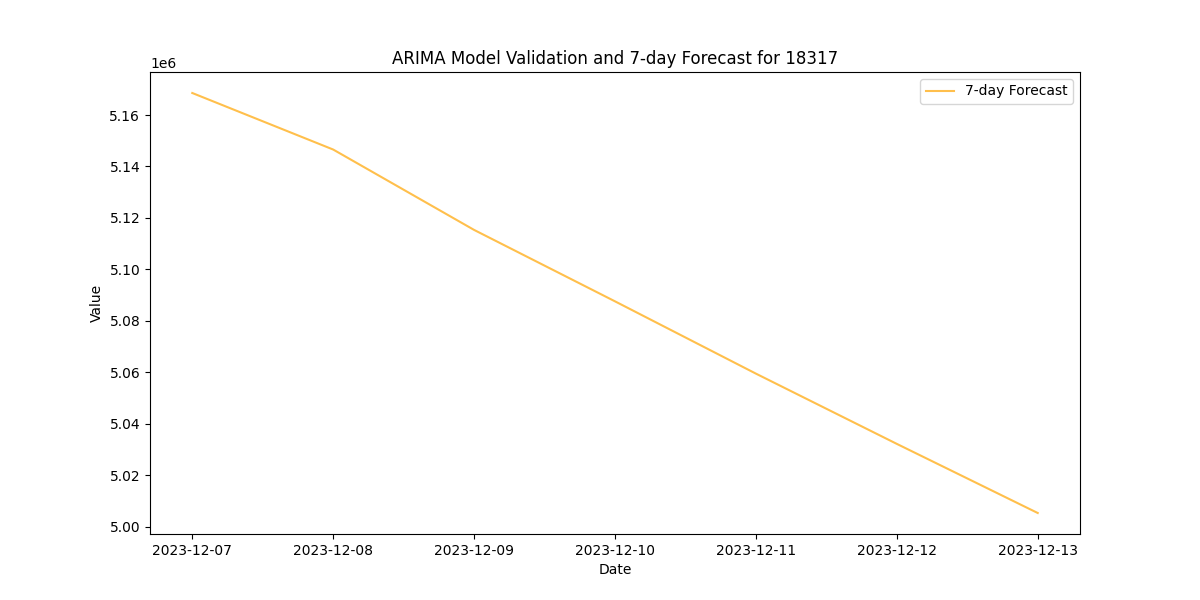 ARIMA Model Validation and 7-day Forecast for 18317
1e6
7-day Forecast
5.16
5.14
5.12
5.10
5.08
5.06
5.04
5.02
5.00
Value
2023-12-07 2023-12-08 2023-12-09 2023-12-10 2023-12-11 2023-12-12 2023-12-13
Date